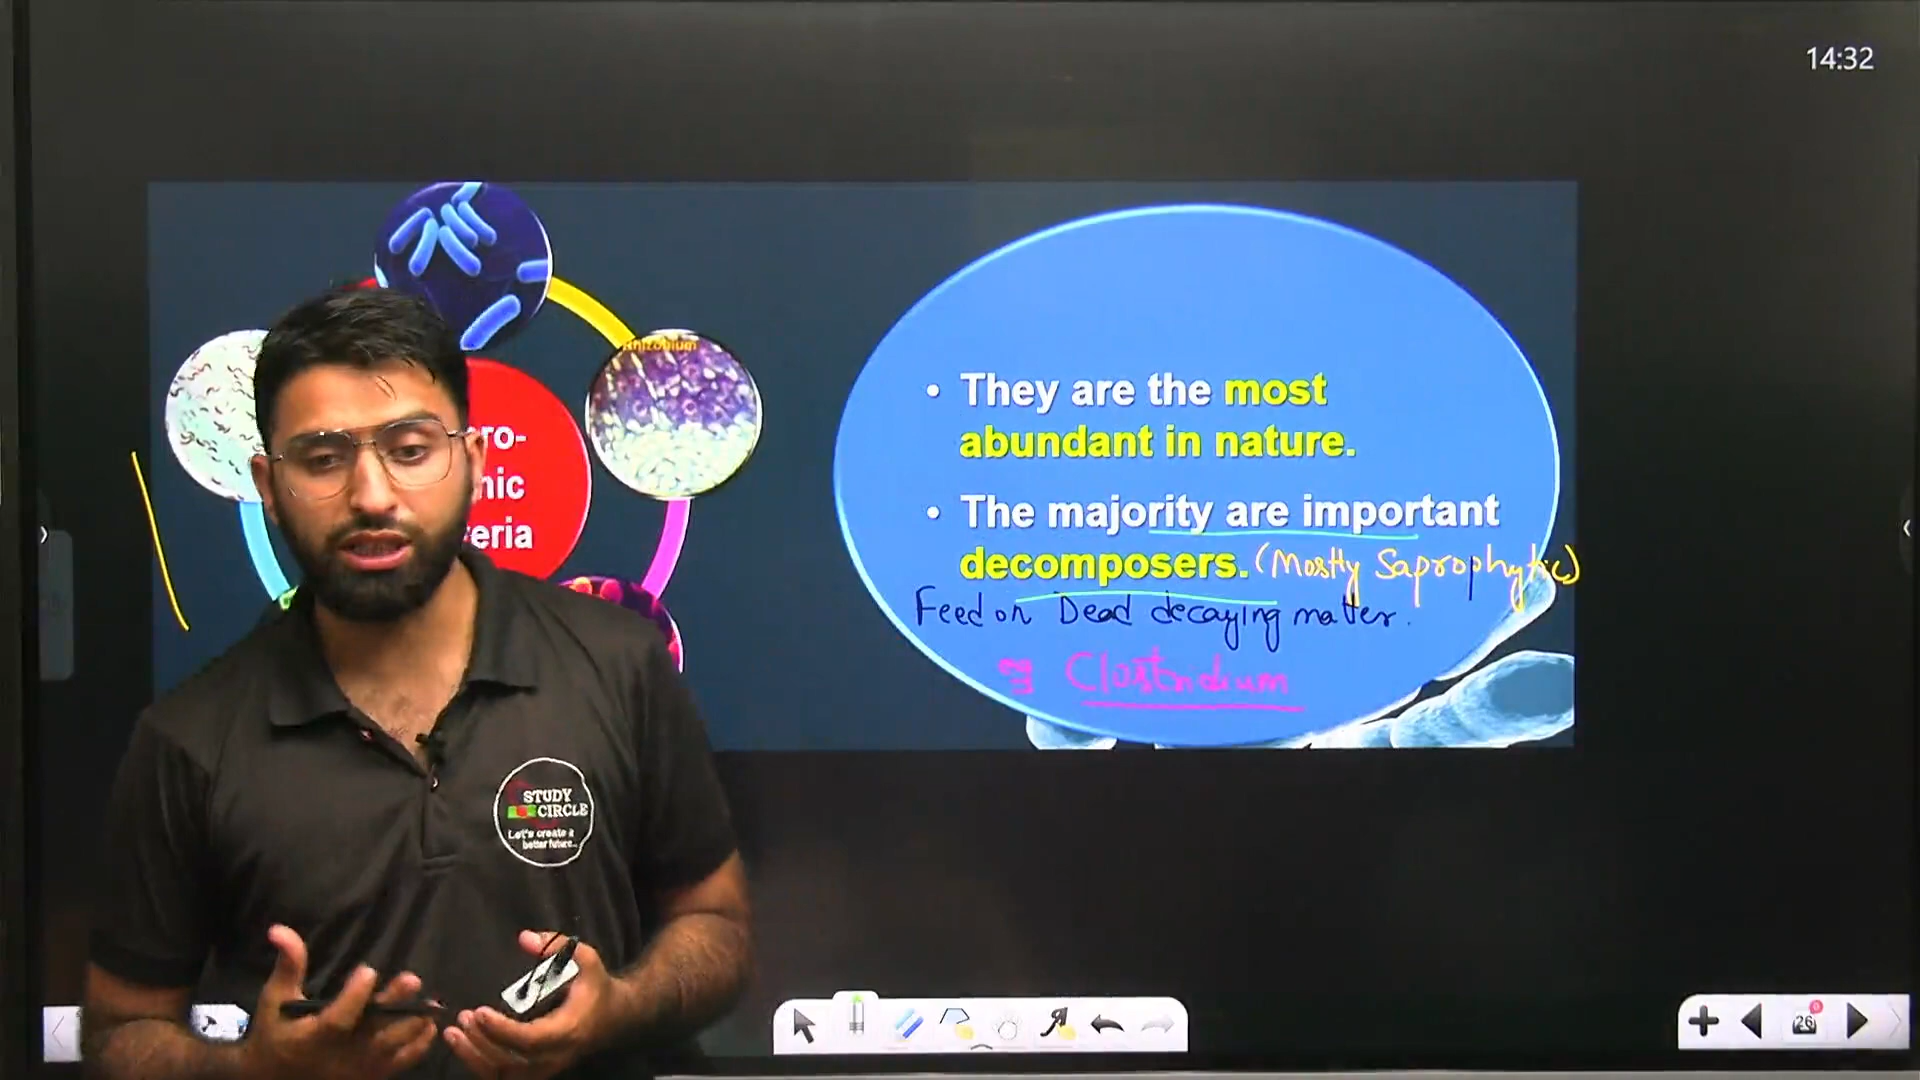 14:32
Rhizobium
ro-
nic
eria
• They are the most
abundant in nature.
• The majority are important
decomposers. (Mostly Saprophytic)
Feed on Dead decaying matter.
eg Clostridium
STUDY
CIRCLE
Let's create a
better future...
26